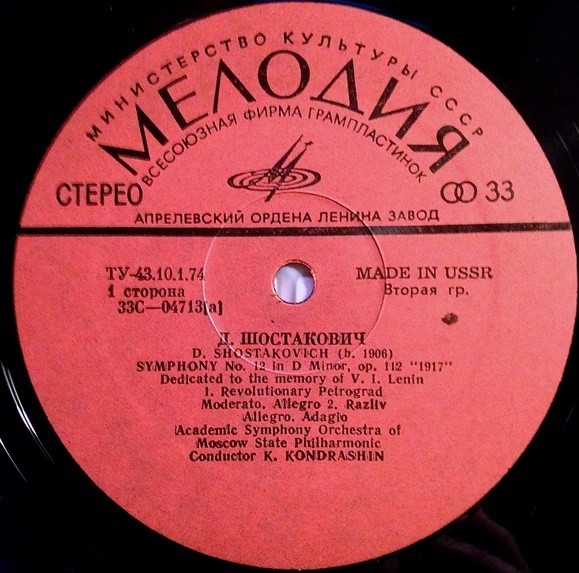 МИНИСТЕРСТВО КУЛЬТУРЫ СССР
МЕЛОДИЯ
ВСЕСОЮЗНАЯ ФИРМА ГРАМПЛАСТИНОК
СТЕРЕО
33
АПРЕЛЕВСКИЙ ОРДЕНА ЛЕНИНА ЗАВОД
ТУ-43.10.1.74
1 сторона
33С—04713(а)
MADE IN USSR
Вторая гр.
Д. ШОСТАКОВИЧ
D. SHOSTAKOVICH (b. 1906)
SYMPHONY No. 12 in D Minor, op. 112 "1917"
Dedicated to the memory of V. I. Lenin
1. Revolutionary Petrograd
Moderato. Allegro 2. Razliv
Allegro. Adagio
Academic Symphony Orchestra of
Moscow State Philharmonic
Conductor K. KONDRASHIN